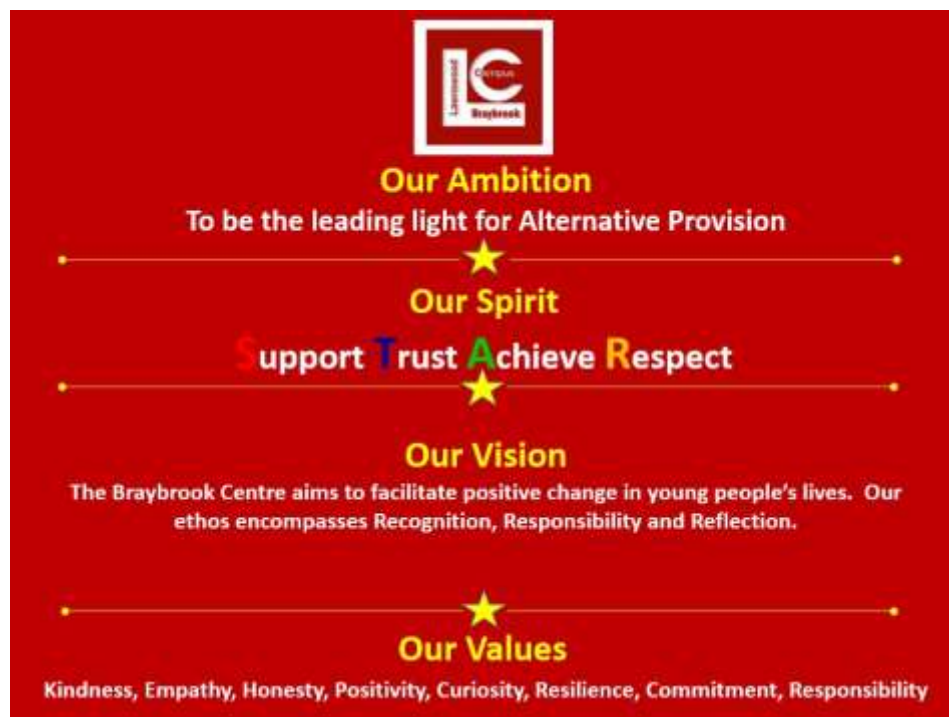 Lawnswood
Campus
Braybrook
Our Ambition
To be the leading light for Alternative Provision
Our Spirit
Support Trust Achieve Respect
Our Vision
The Braybrook Centre aims to facilitate positive change in young people's lives. Our
ethos encompasses Recognition, Responsibility and Reflection.
Our Values
Kindness, Empathy, Honesty, Positivity, Curiosity, Resilience, Commitment, Responsibility